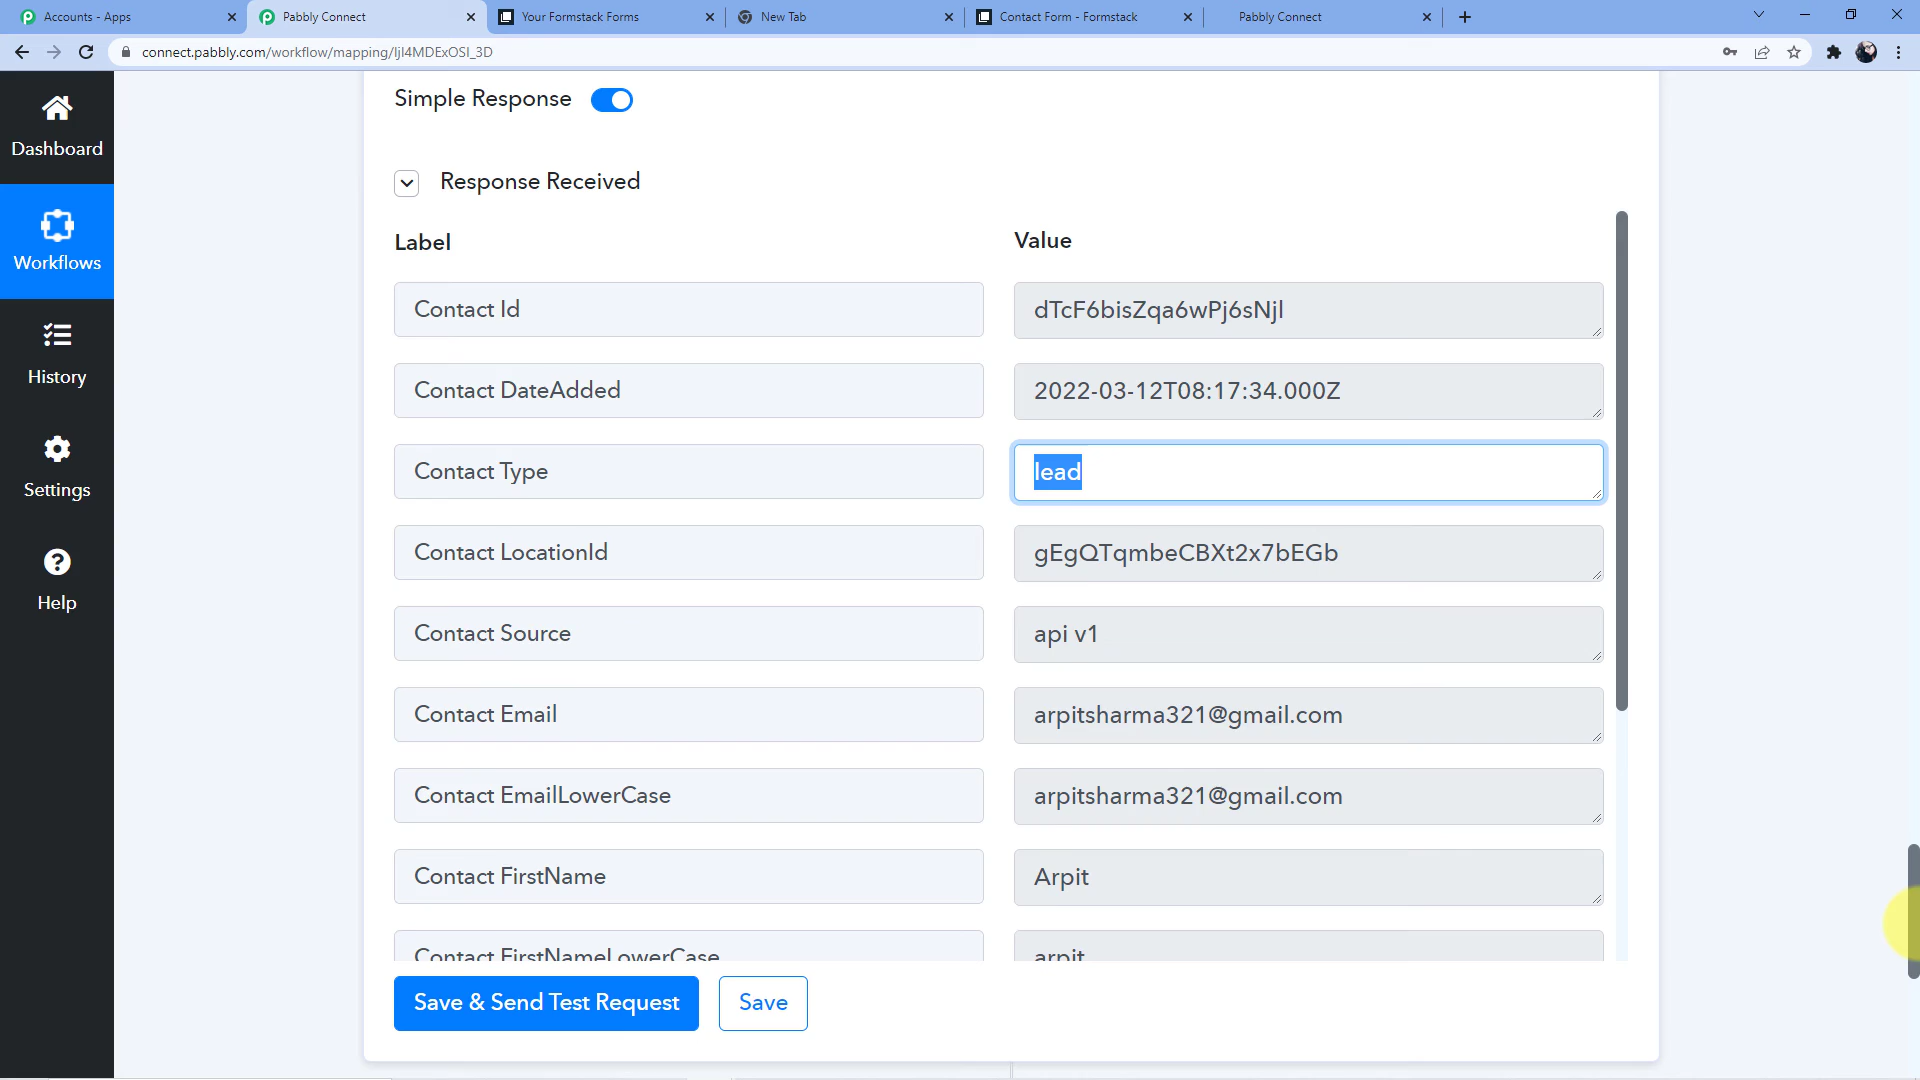 Accounts - Apps
Pabbly Connect
Your Formstack Forms
New Tab
Contact Form - Formstack
Pabbly Connect
connect.pabbly.com/workflow/mapping/IjI4MDExOSI_3D
Dashboard
Workflows
History
Settings
Help
Simple Response
Response Received
Label
Value
Contact Id
dTcF6bisZqa6wPj6sNjl
Contact DateAdded
2022-03-12T08:17:34.000Z
Contact Type
lead
Contact LocationId
gEgQTqmbeCBXt2x7bEGb
Contact Source
api v1
Contact Email
arpitsharma321@gmail.com
Contact EmailLowerCase
arpitsharma321@gmail.com
Contact FirstName
Arpit
Contact FirstNameLowerCase
arpit
Save & Send Test Request
Save